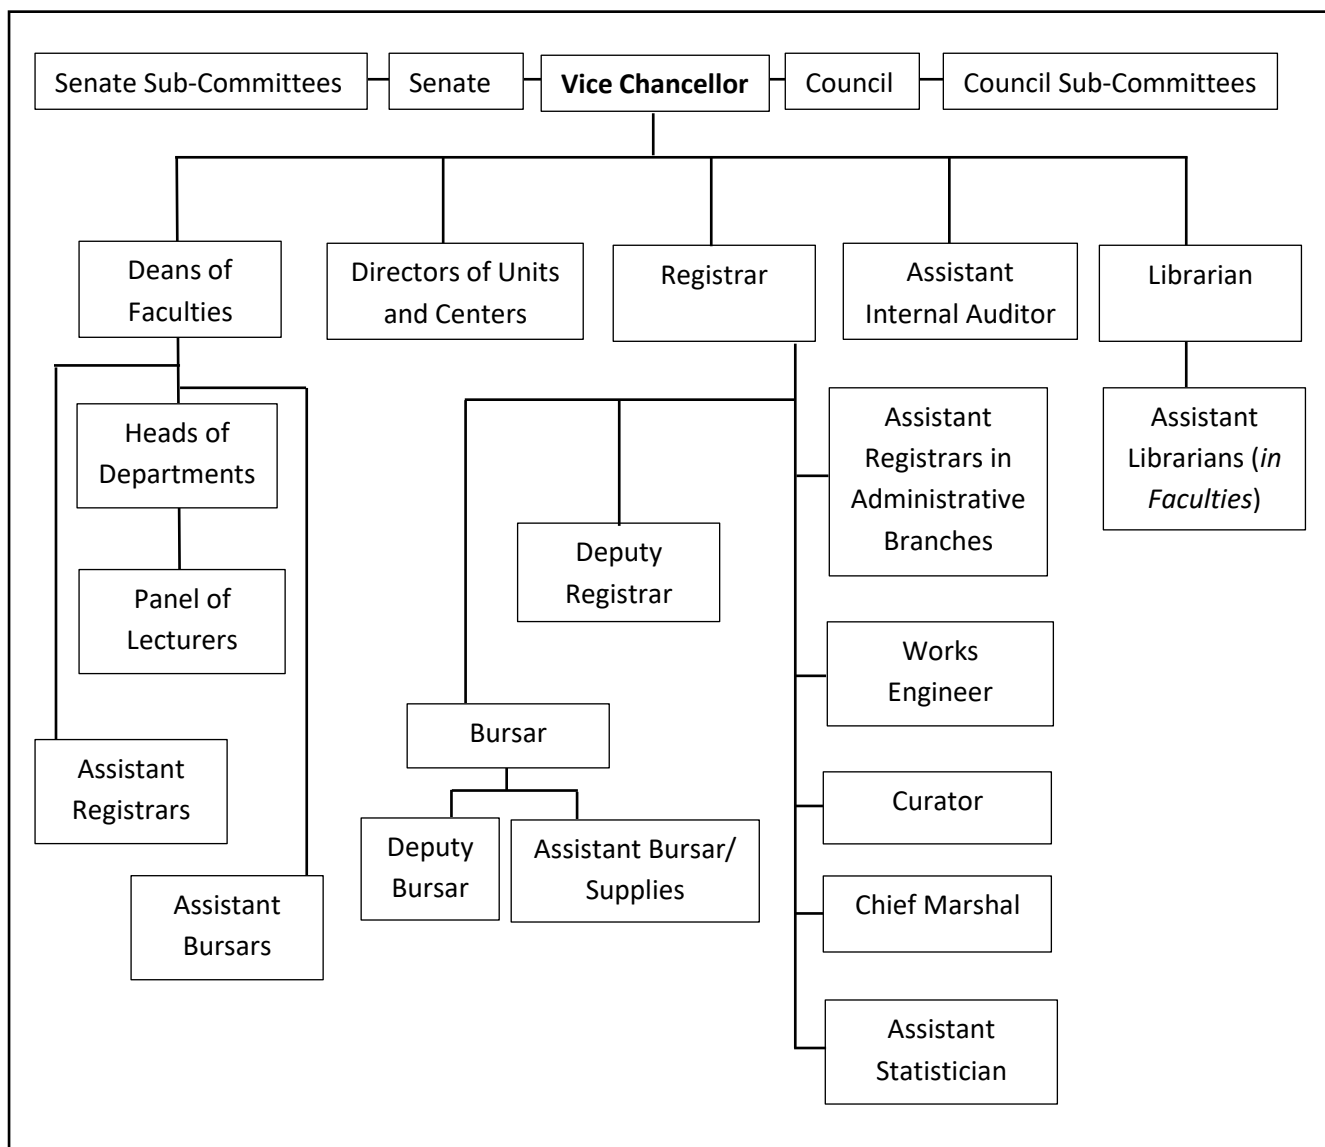 Senate Sub-Committees
Senate
Vice Chancellor
Council
Council Sub-Committees
Deans of
Faculties
Directors of Units
and Centers
Registrar
Assistant
Internal Auditor
Librarian
Heads of
Departments
Panel of
Lecturers
Assistant
Registrars
Assistant
Bursars
Deputy
Registrar
Bursar
Deputy
Bursar
Assistant Bursar/
Supplies
Assistant
Registrars in
Administrative
Branches
Works
Engineer
Curator
Chief Marshal
Assistant
Statistician
Assistant
Librarians (in
Faculties)